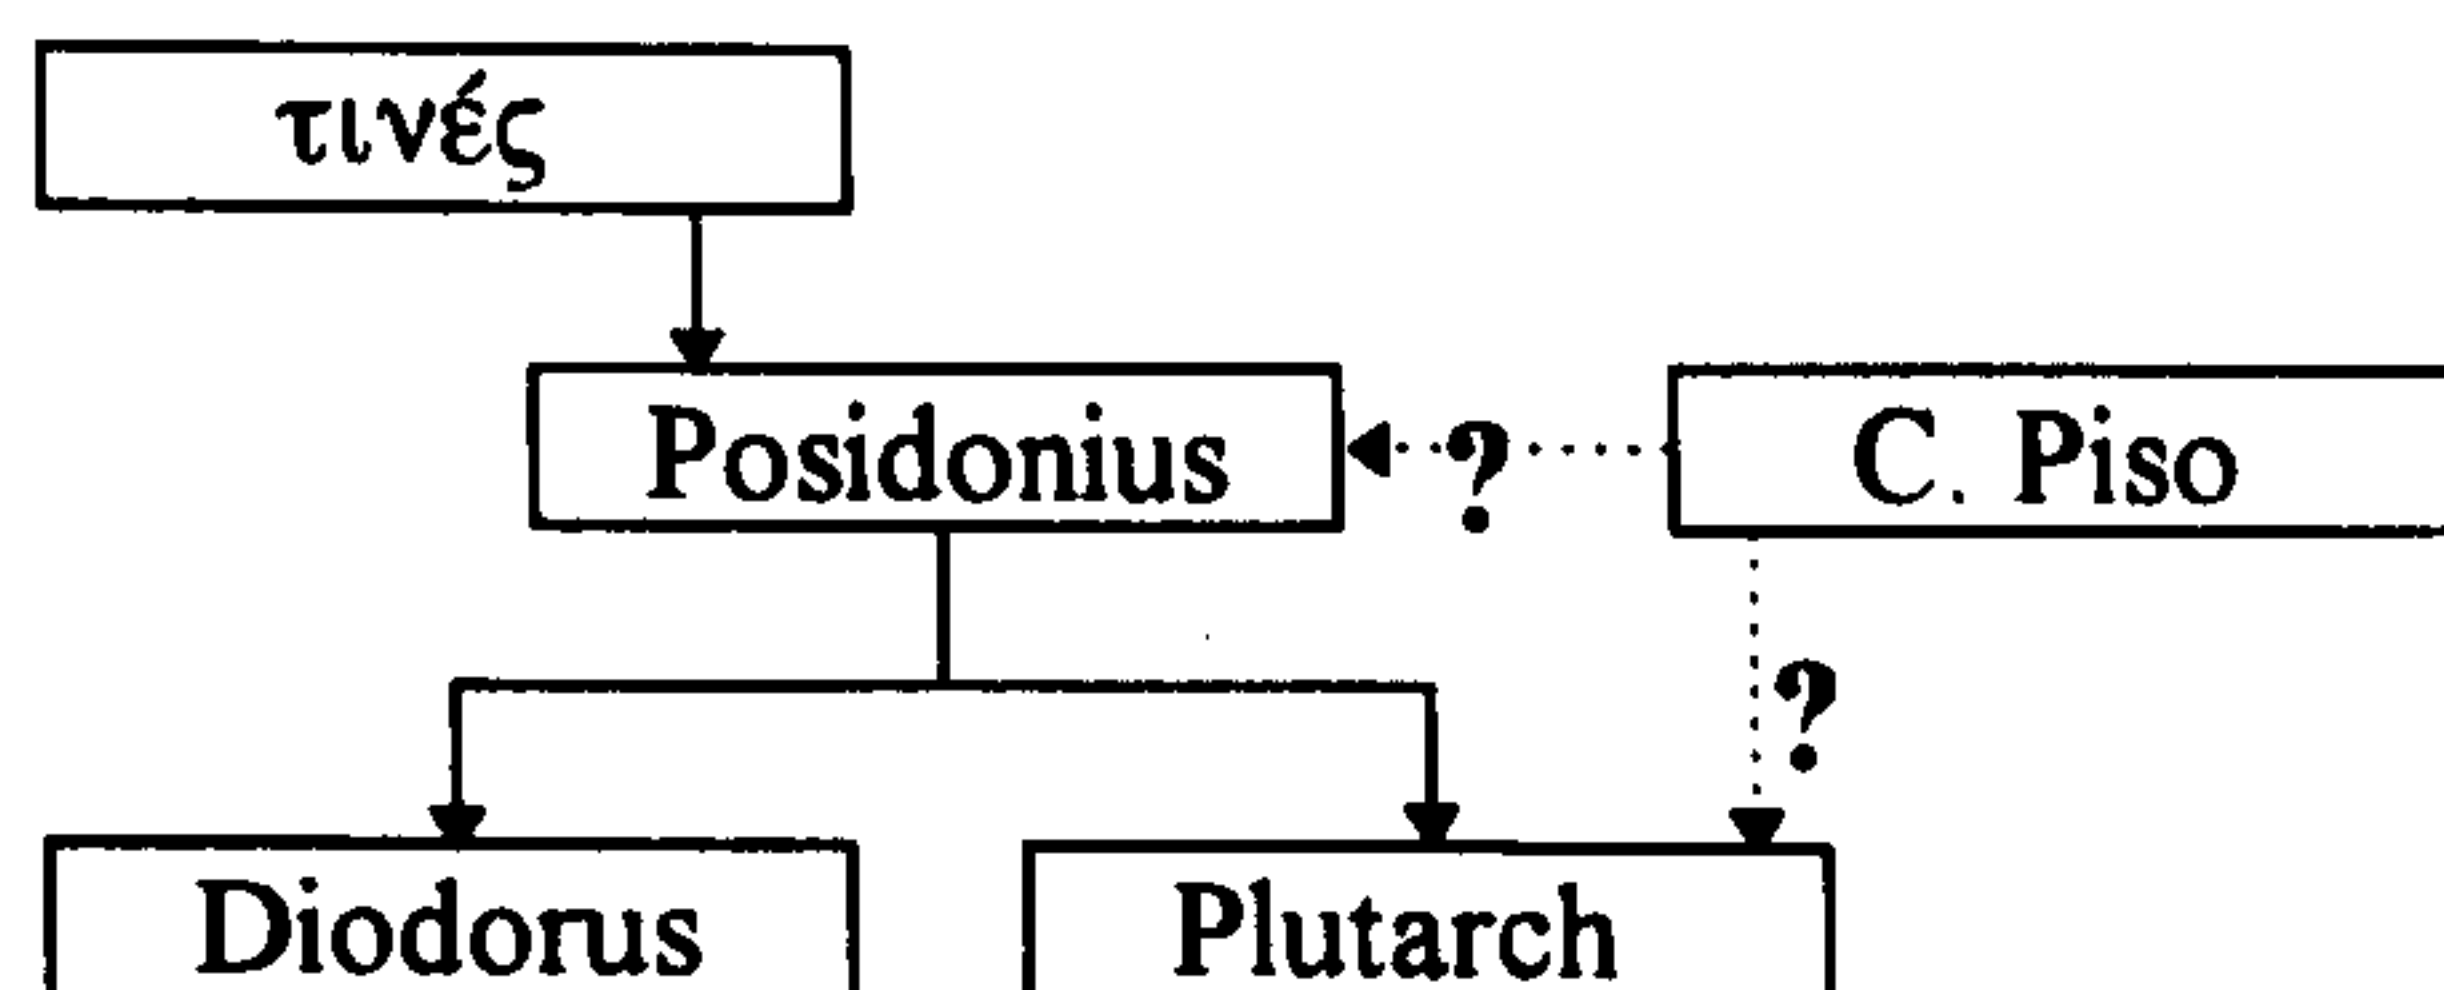 τινές
Posidonius ? C. Piso
?
Diodorus Plutarch